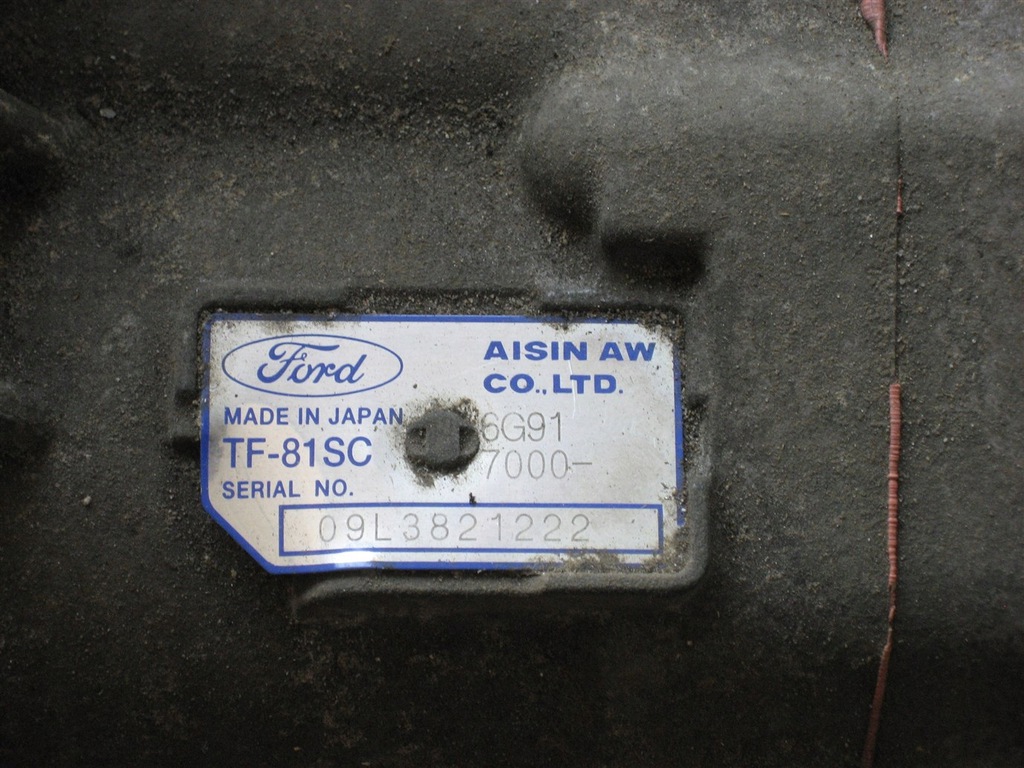 Ford
AISIN AW
CO.,LTD.
MADE IN JAPAN
TF-81SC
6G91
7000-
SERIAL NO.
09L3821222